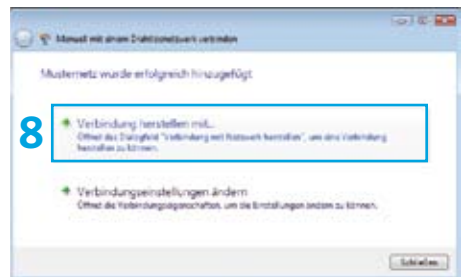 Manuell mit einem Drahtlosnetzwerk verbinden
Musternetz wurde erfolgreich hinzugefügt
8
Verbindung herstellen mit...
Öffnet das Dialogfeld "Verbindung mit Netzwerk herstellen", um eine Verbindung
herstellen zu können.
Verbindungseinstellungen ändern
Öffnet die Verbindungseigenschaften, um die Einstellungen ändern zu können.
Schließen